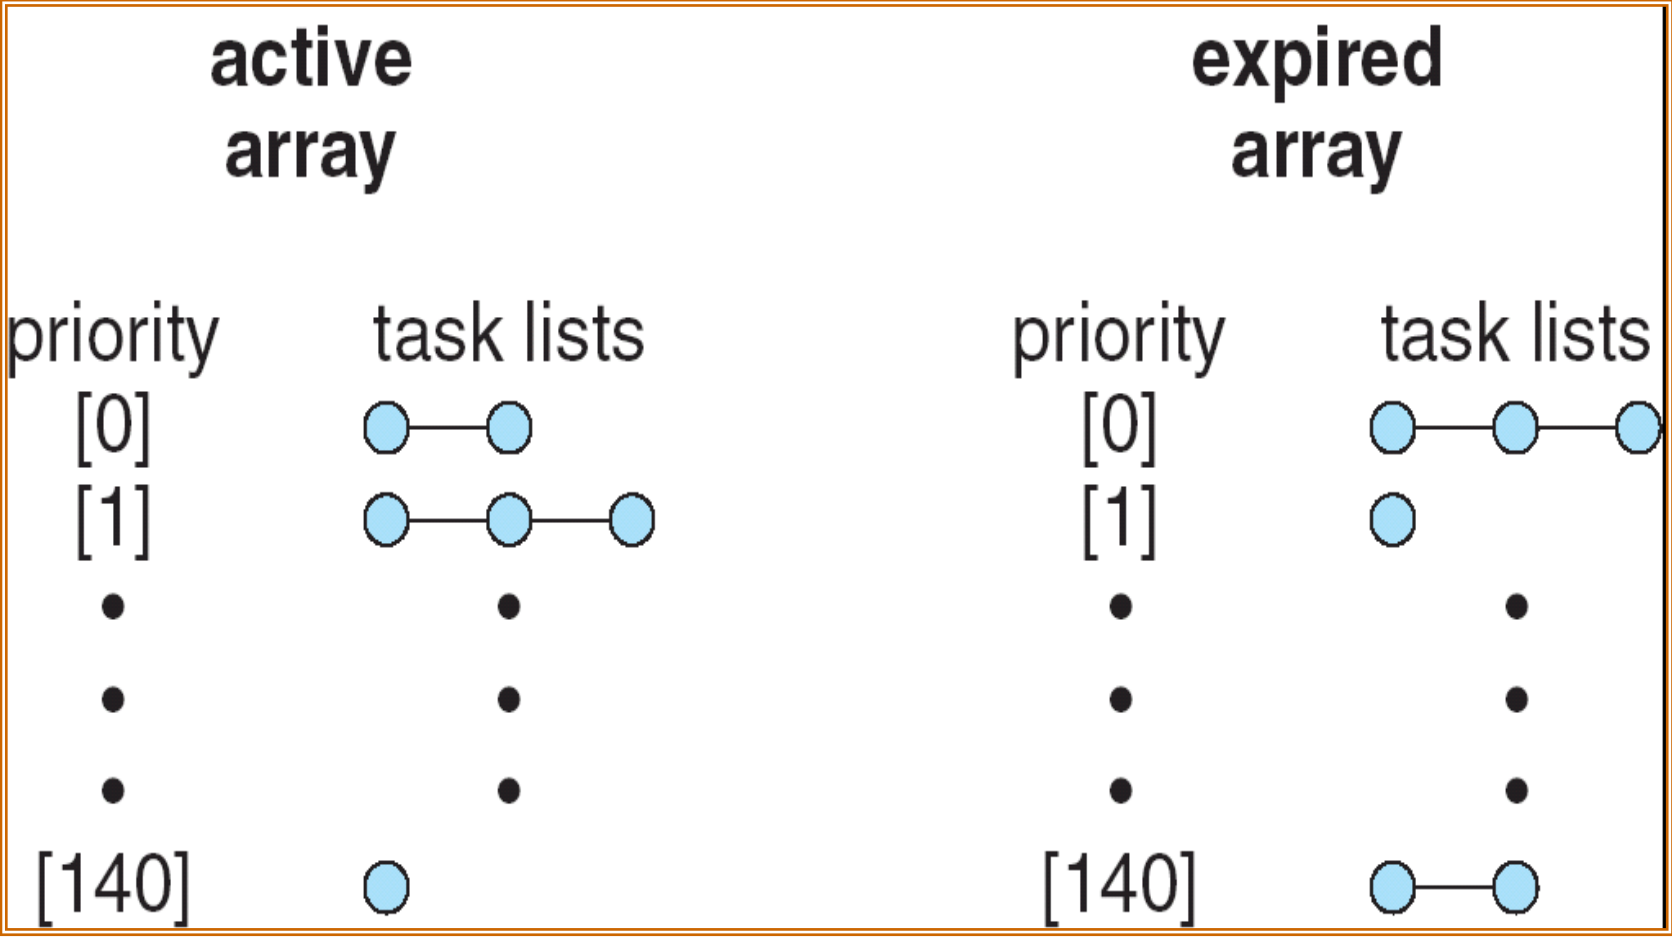 active
array
priority task lists
[0]
[1]
[140]
expired
array
priority task lists
[0]
[1]
[140]